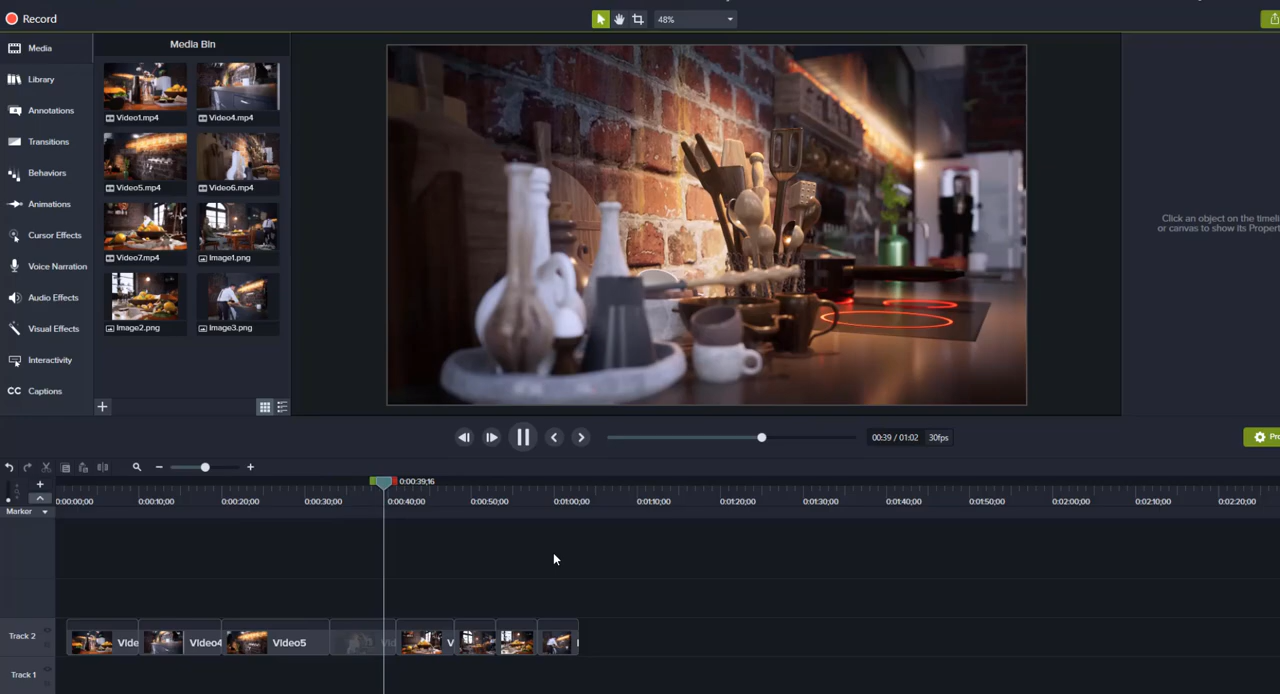 Record
48%
Media
Library
Annotations
Transitions
Behaviors
Animations
Cursor Effects
Voice Narration
Audio Effects
Visual Effects
Interactivity
CC Captions
Media Bin
Video1.mp4
Video4.mp4
Video5.mp4
Video6.mp4
Video7.mp4
Image1.png
Image2.png
Image3.png
Click an object on the timeli
or canvas to show its Propert
00:39 / 01:02
30fps
Pro
0:00:39;16
0:00:00;00
0:00:10;00
0:00:20;00
0:00:30;00
0:00:40;00
0:00:50;00
0:01:00;00
0:01:10;00
0:01:20;00
0:01:30;00
0:01:40;00
0:01:50;00
0:02:00;00
0:02:10;00
0:02:20;00
Marker
Track 2
Vide
Video4
Video5
Vid
V
Track 1